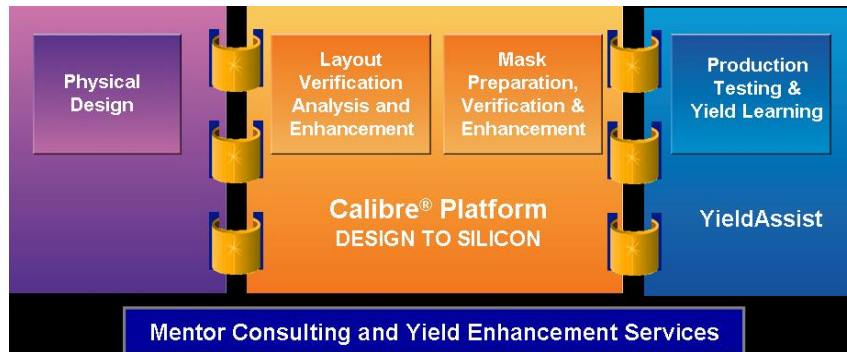 Physical
Design
Layout
Verification
Analysis and
Enhancement
Mask
Preparation,
Verification &
Enhancement
Production
Testing &
Yield Learning
Calibre® Platform
DESIGN TO SILICON
YieldAssist
Mentor Consulting and Yield Enhancement Services